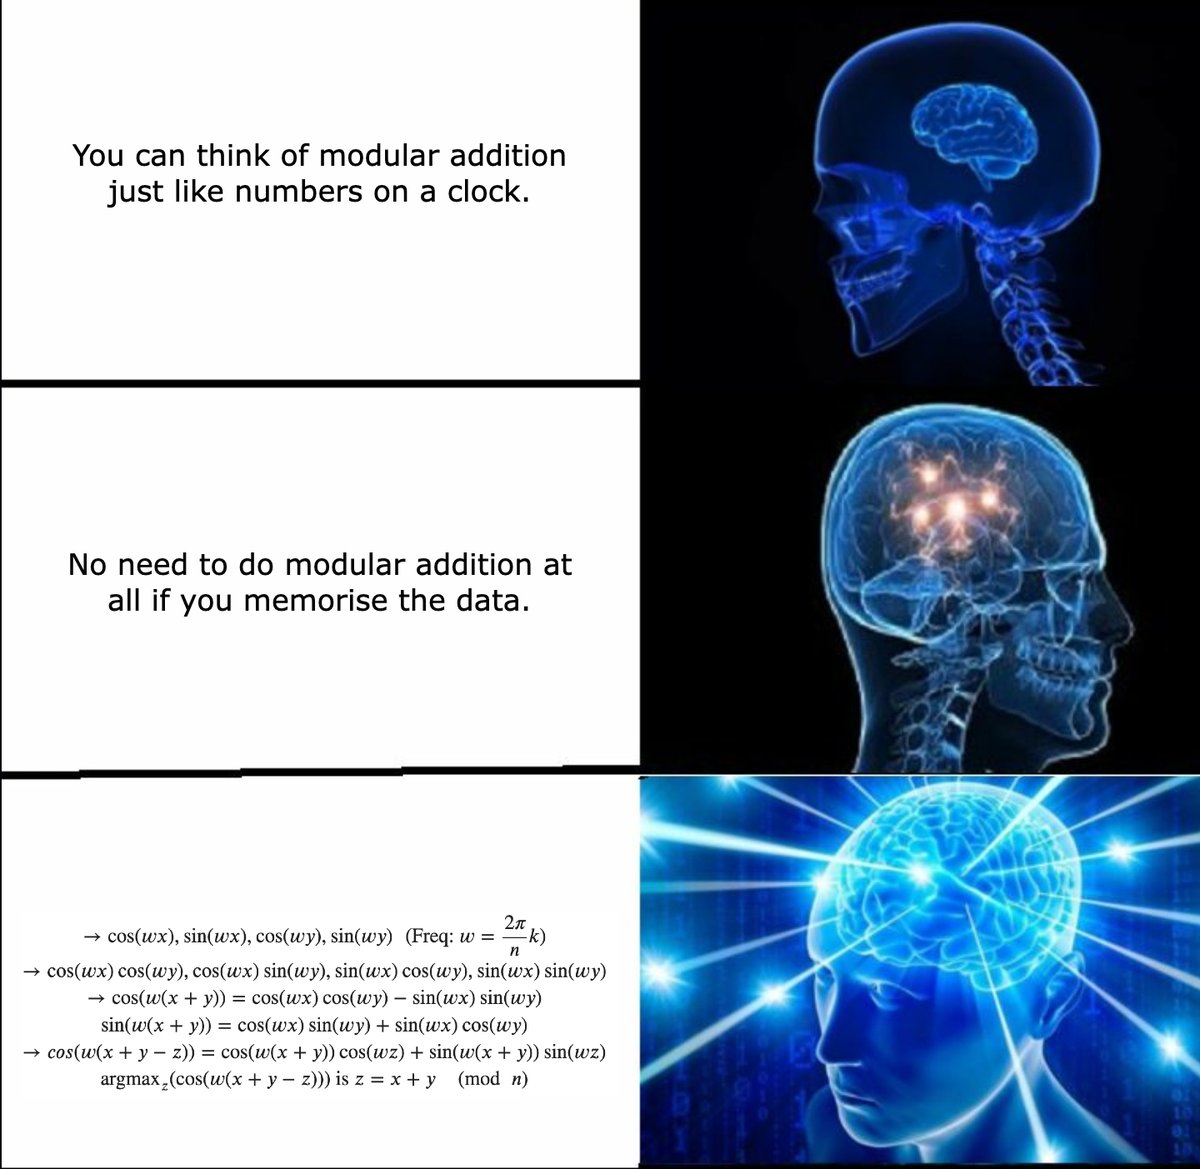 You can think of modular addition
just like numbers on a clock.
No need to do modular addition at
all if you memorise the data.
→ cos(wx), sin(wx), cos(wy), sin(wy) (Freq: w = 2π/n k)
→ cos(wx) cos(wy), cos(wx) sin(wy), sin(wx) cos(wy), sin(wx) sin(wy)
→ cos(w(x + y)) = cos(wx) cos(wy) − sin(wx) sin(wy)
sin(w(x + y)) = cos(wx) sin(wy) + sin(wx) cos(wy)
→ cos(w(x + y − z)) = cos(w(x + y)) cos(wz) + sin(w(x + y)) sin(wz)
argmax_z(cos(w(x + y − z))) is z = x + y (mod n)